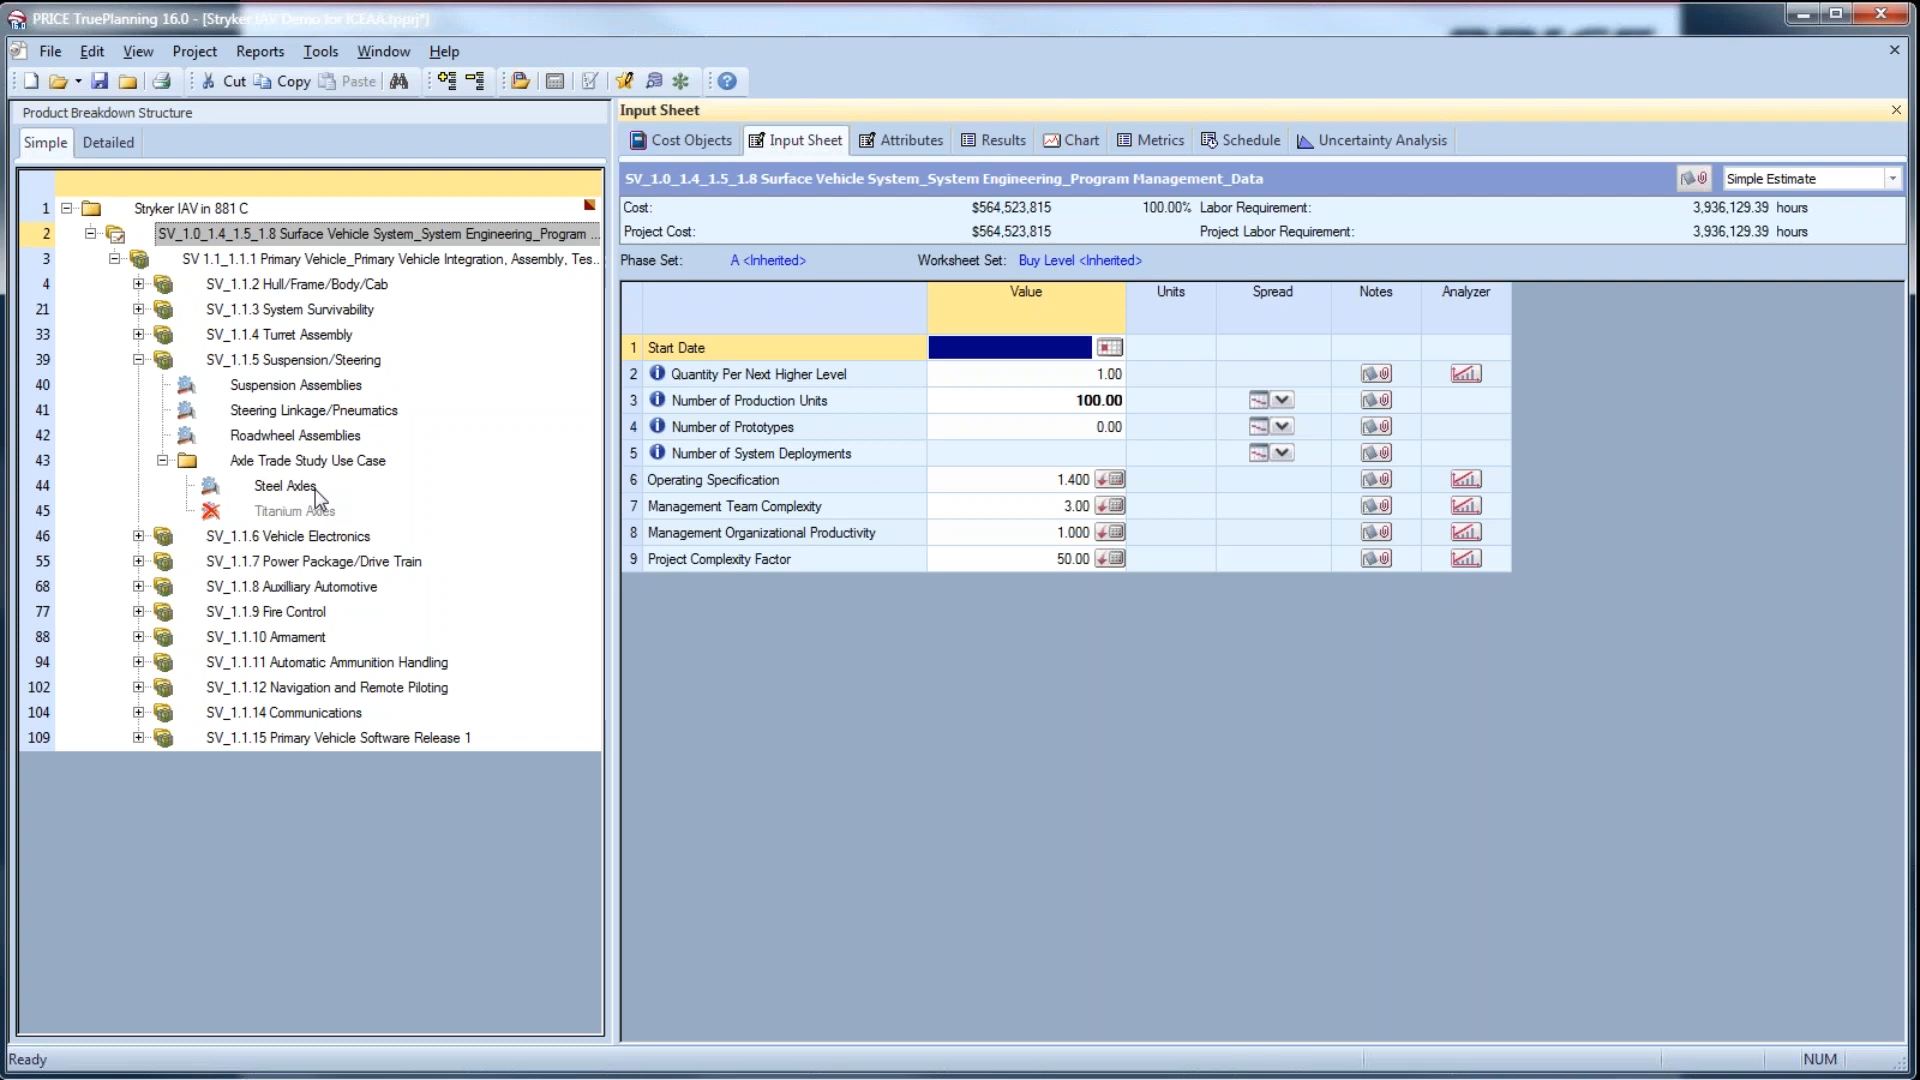 PRICE TruePlanning 16.0 - [Stryker IAV Demo for ICEAA.tpprj*]
File Edit View Project Reports Tools Window Help
Cut Copy Paste
Product Breakdown Structure
Simple Detailed
1 Stryker IAV in 881 C
2 SV_1.0_1.4_1.5_1.8 Surface Vehicle System_System Engineering_Program ...
3 SV 1.1_1.1.1 Primary Vehicle_Primary Vehicle Integration, Assembly, Tes...
4 SV_1.1.2 Hull/Frame/Body/Cab
21 SV_1.1.3 System Survivability
33 SV_1.1.4 Turret Assembly
39 SV_1.1.5 Suspension/Steering
40 Suspension Assemblies
41 Steering Linkage/Pneumatics
42 Roadwheel Assemblies
43 Axle Trade Study Use Case
44 Steel Axles
45 Titanium Axles
46 SV_1.1.6 Vehicle Electronics
55 SV_1.1.7 Power Package/Drive Train
68 SV_1.1.8 Auxilliary Automotive
77 SV_1.1.9 Fire Control
88 SV_1.1.10 Armament
94 SV_1.1.11 Automatic Ammunition Handling
102 SV_1.1.12 Navigation and Remote Piloting
104 SV_1.1.14 Communications
109 SV_1.1.15 Primary Vehicle Software Release 1
Input Sheet
Cost Objects Input Sheet Attributes Results Chart Metrics Schedule Uncertainty Analysis
SV_1.0_1.4_1.5_1.8 Surface Vehicle System_System Engineering_Program Management_Data Simple Estimate
Cost: $564,523,815 100.00% Labor Requirement: 3,936,129.39 hours
Project Cost: $564,523,815 Project Labor Requirement: 3,936,129.39 hours
Phase Set: A <Inherited> Worksheet Set: Buy Level <Inherited>
Value Units Spread Notes Analyzer
1 Start Date
2 Quantity Per Next Higher Level 1.00
3 Number of Production Units 100.00
4 Number of Prototypes 0.00
5 Number of System Deployments
6 Operating Specification 1.400
7 Management Team Complexity 3.00
8 Management Organizational Productivity 1.000
9 Project Complexity Factor 50.00
Ready NUM